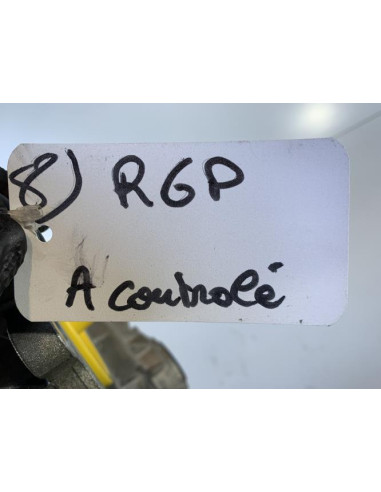 8) RGP
A controlé